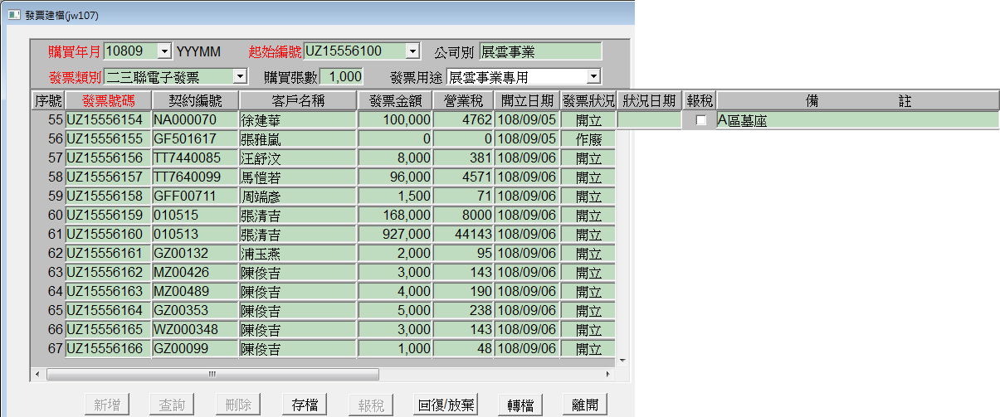 發票建檔(jw107)
購買年月 10809 YYYMM 起始編號 UZ15556100 公司別 展雲事業
發票類別 二三聯電子發票 購買張數 1,000 發票用途 展雲事業專用
序號 發票號碼 契約編號 客戶名稱 發票金額 營業稅 開立日期 發票狀況 狀況日期 報稅 備 註
55 UZ15556154 NA000070 徐建華 100,000 4762 108/09/05 開立 A區墓座
56 UZ15556155 GF501617 張雅嵐 0 0 108/09/05 作廢
57 UZ15556156 TT7440085 汪舒汶 8,000 381 108/09/06 開立
58 UZ15556157 TT7640099 馬愷若 96,000 4571 108/09/06 開立
59 UZ15556158 GFF00711 周端彥 1,500 71 108/09/06 開立
60 UZ15556159 010515 張清吉 168,000 8000 108/09/06 開立
61 UZ15556160 010513 張清吉 927,000 44143 108/09/06 開立
62 UZ15556161 GZ00132 浦玉燕 2,000 95 108/09/06 開立
63 UZ15556162 MZ00426 陳俊吉 3,000 143 108/09/06 開立
64 UZ15556163 MZ00489 陳俊吉 4,000 190 108/09/06 開立
65 UZ15556164 GZ00353 陳俊吉 5,000 238 108/09/06 開立
66 UZ15556165 WZ000348 陳俊吉 3,000 143 108/09/06 開立
67 UZ15556166 GZ00099 陳俊吉 1,000 48 108/09/06 開立
新增 查詢 刪除 存檔 報稅 回復/放棄 轉檔 離開